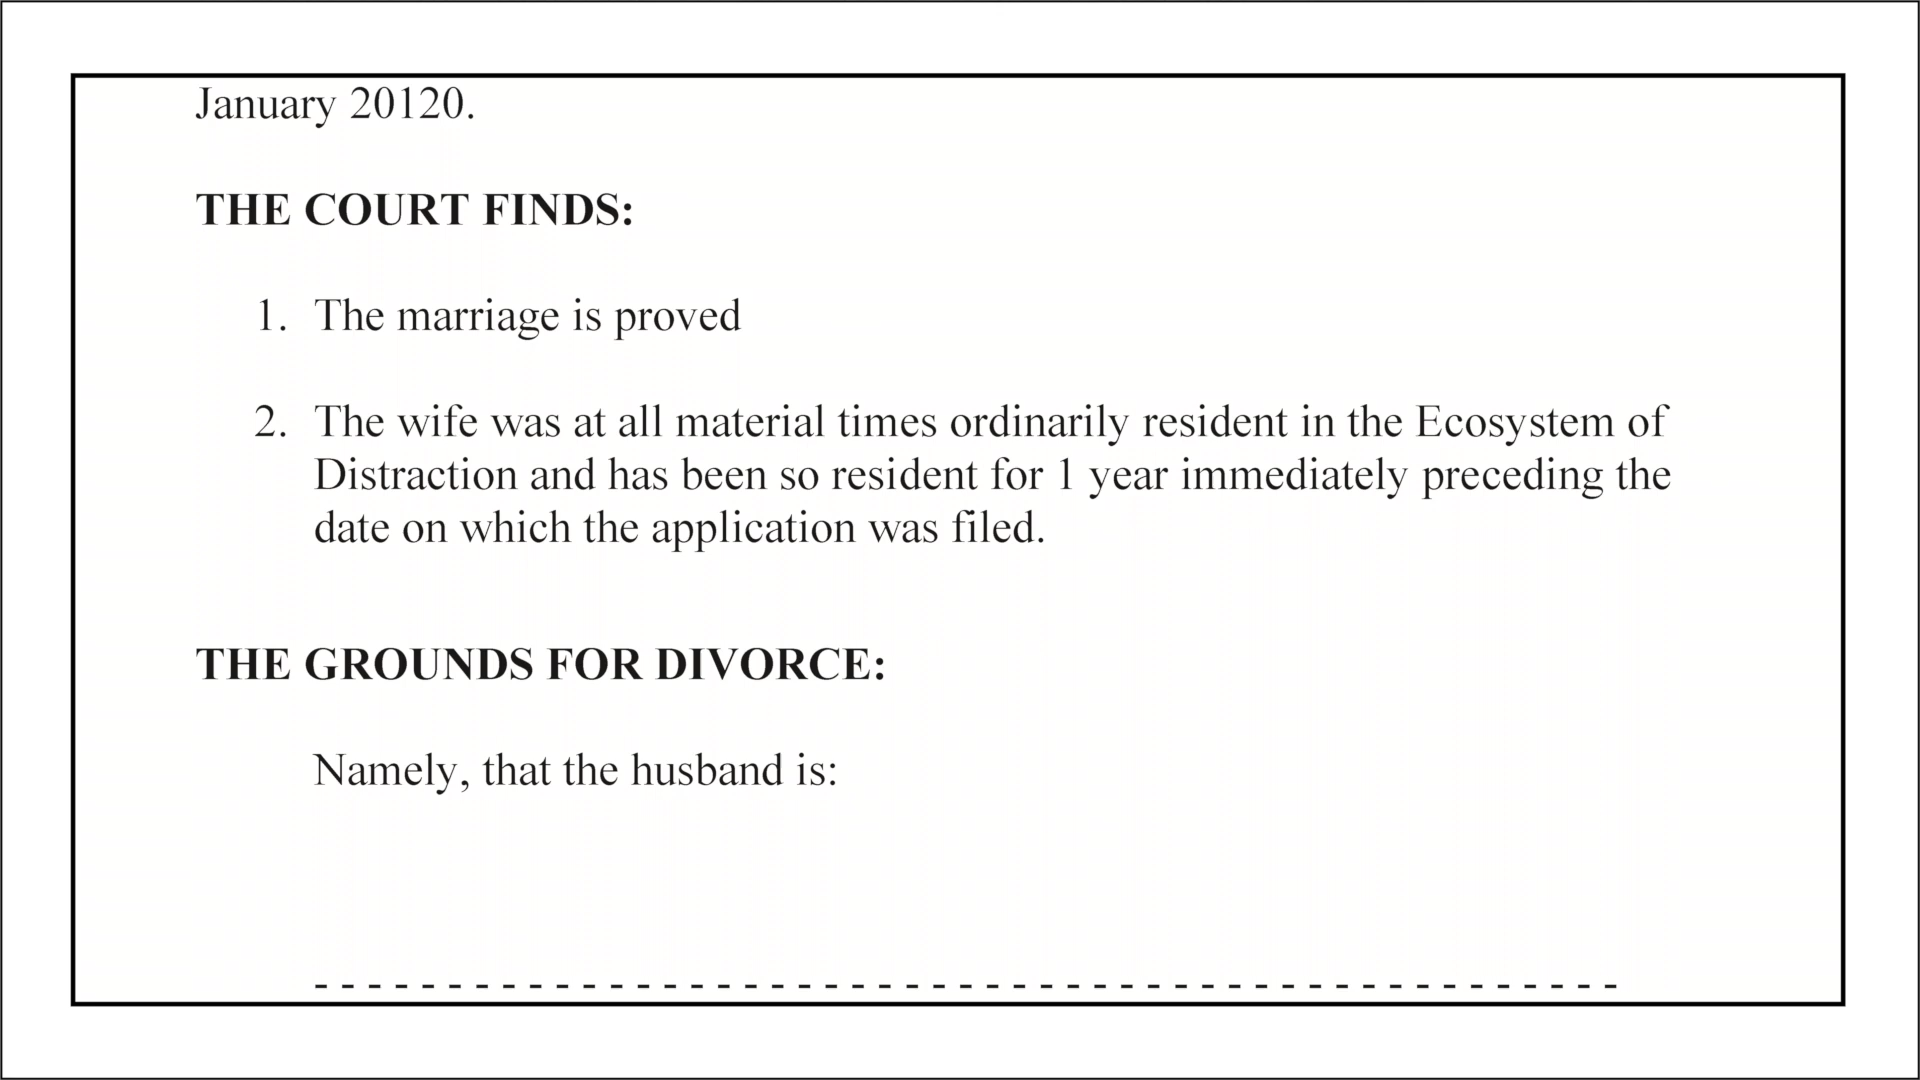 January 20120.
THE COURT FINDS:
1. The marriage is proved
2. The wife was at all material times ordinarily resident in the Ecosystem of
Distraction and has been so resident for 1 year immediately preceding the
date on which the application was filed.
THE GROUNDS FOR DIVORCE:
Namely, that the husband is: